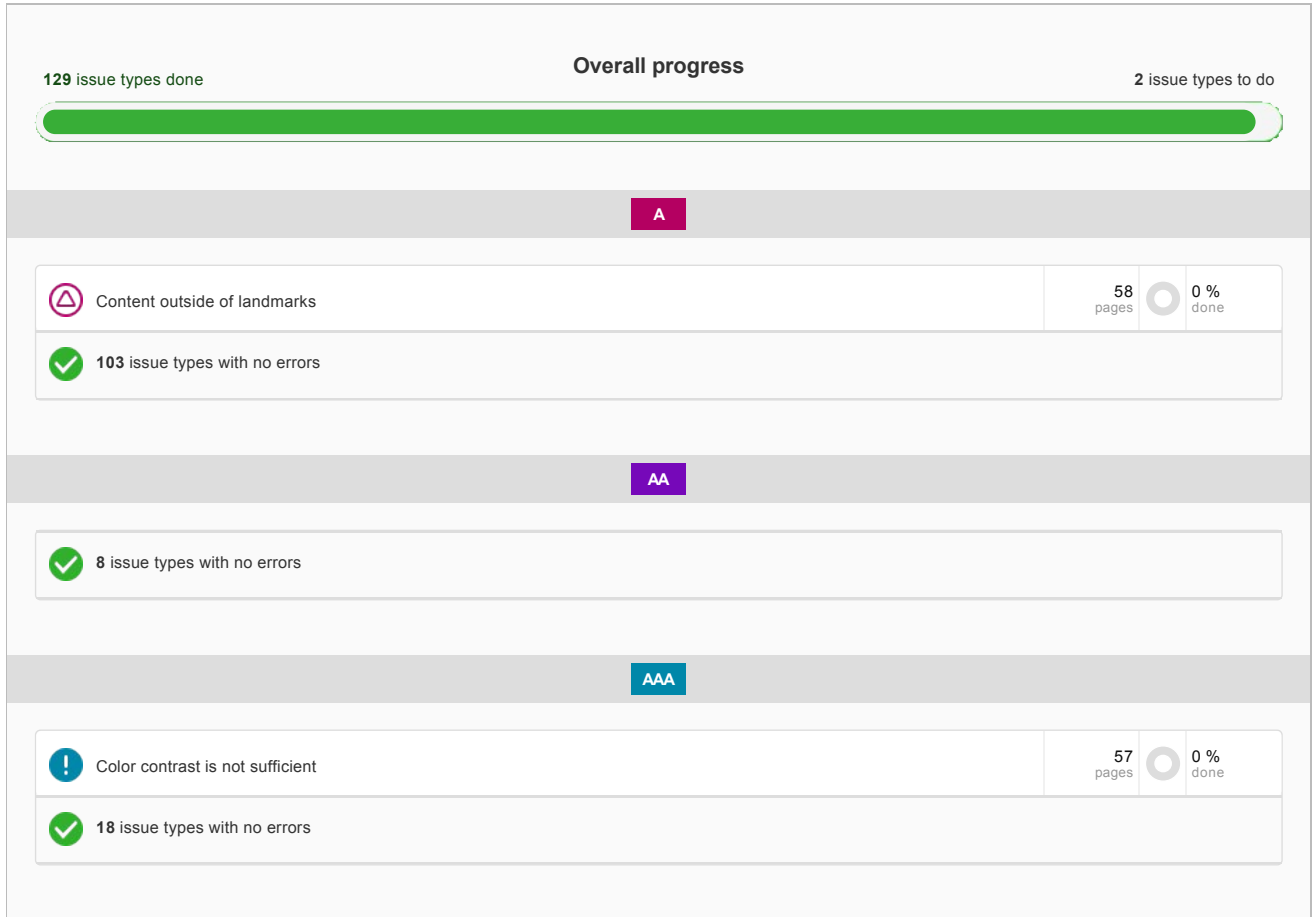 Overall progress
129 issue types done
2 issue types to do
A
Content outside of landmarks
58 pages
0 % done
103 issue types with no errors
AA
8 issue types with no errors
AAA
Color contrast is not sufficient
57 pages
0 % done
18 issue types with no errors